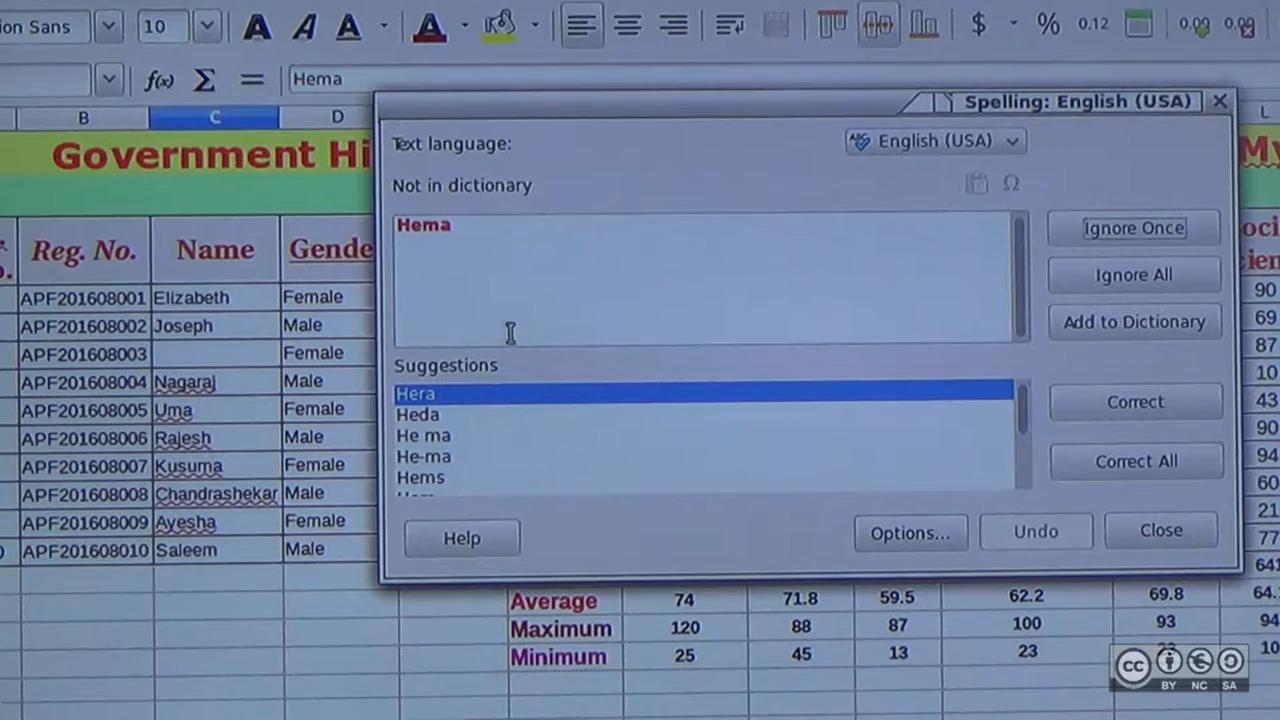 ion Sans 10 $ % 0.12 0.00 0.00
f(x) Σ = Hema
B C D L
Spelling: English (USA)
Government Hi
Text language: English (USA)
Not in dictionary Ω
Hema
Ignore Once
Ignore All
Add to Dictionary
Suggestions
Hera
Heda
He ma
He-ma
Hems
Correct
Correct All
Help Options... Undo Close
Reg. No. Name Gende
APF201608001 Elizabeth Female 90
APF201608002 Joseph Male 69
APF201608003 Female 87
APF201608004 Nagaraj Male 10
APF201608005 Uma Female 43
APF201608006 Rajesh Male 90
APF201608007 Kusuma Female 94
APF201608008 Chandrashekar Male 60
APF201608009 Ayesha Female 21
APF201608010 Saleem Male 77
641
Average 74 71.8 59.5 62.2 69.8 64.
Maximum 120 88 87 100 93 94
Minimum 25 45 13 23 10
cc BY NC SA